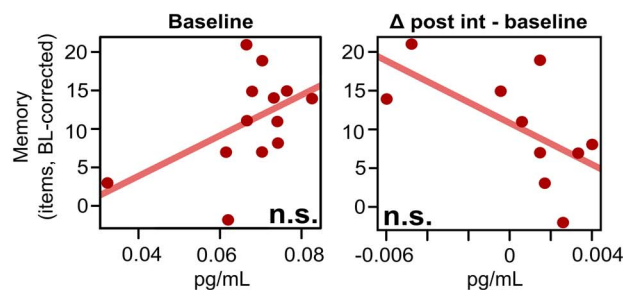 Baseline
Δ post int - baseline
Memory
(items, BL-corrected)
20
15
10
5
0
n.s.
0.04
0.06
0.08
pg/mL
20
15
10
5
0
n.s.
-0.006
0
0.004
pg/mL